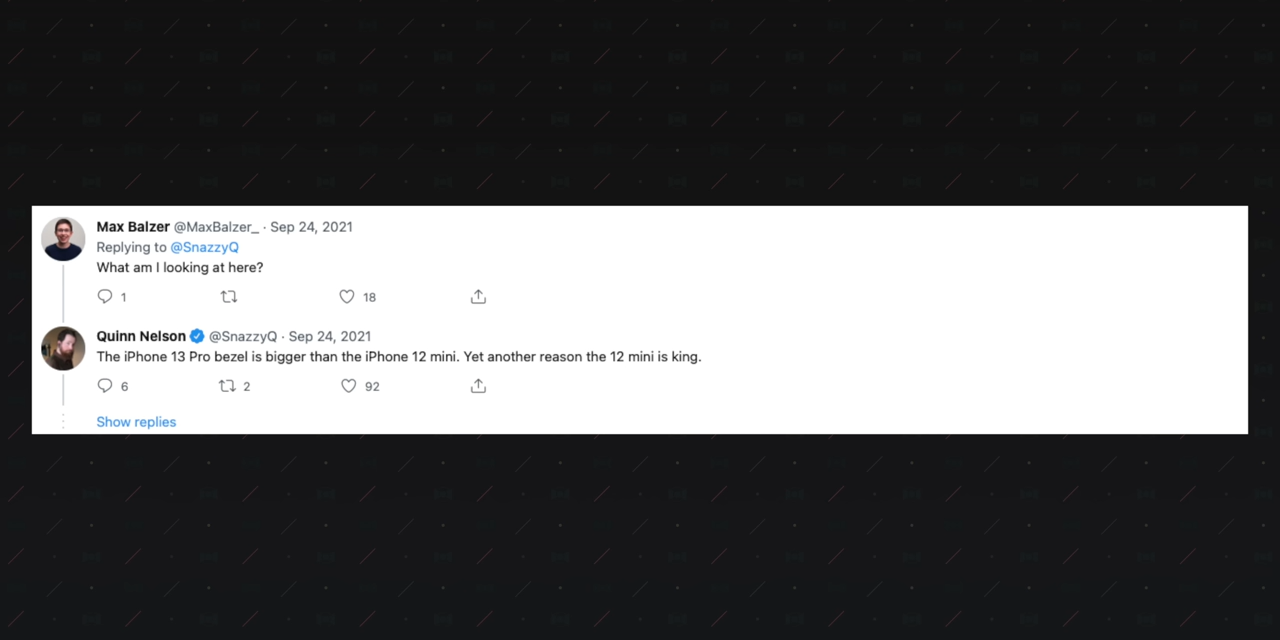 Max Balzer @MaxBalzer_ · Sep 24, 2021
Replying to @SnazzyQ
What am I looking at here?
1 18
Quinn Nelson @SnazzyQ · Sep 24, 2021
The iPhone 13 Pro bezel is bigger than the iPhone 12 mini. Yet another reason the 12 mini is king.
6 2 92
Show replies